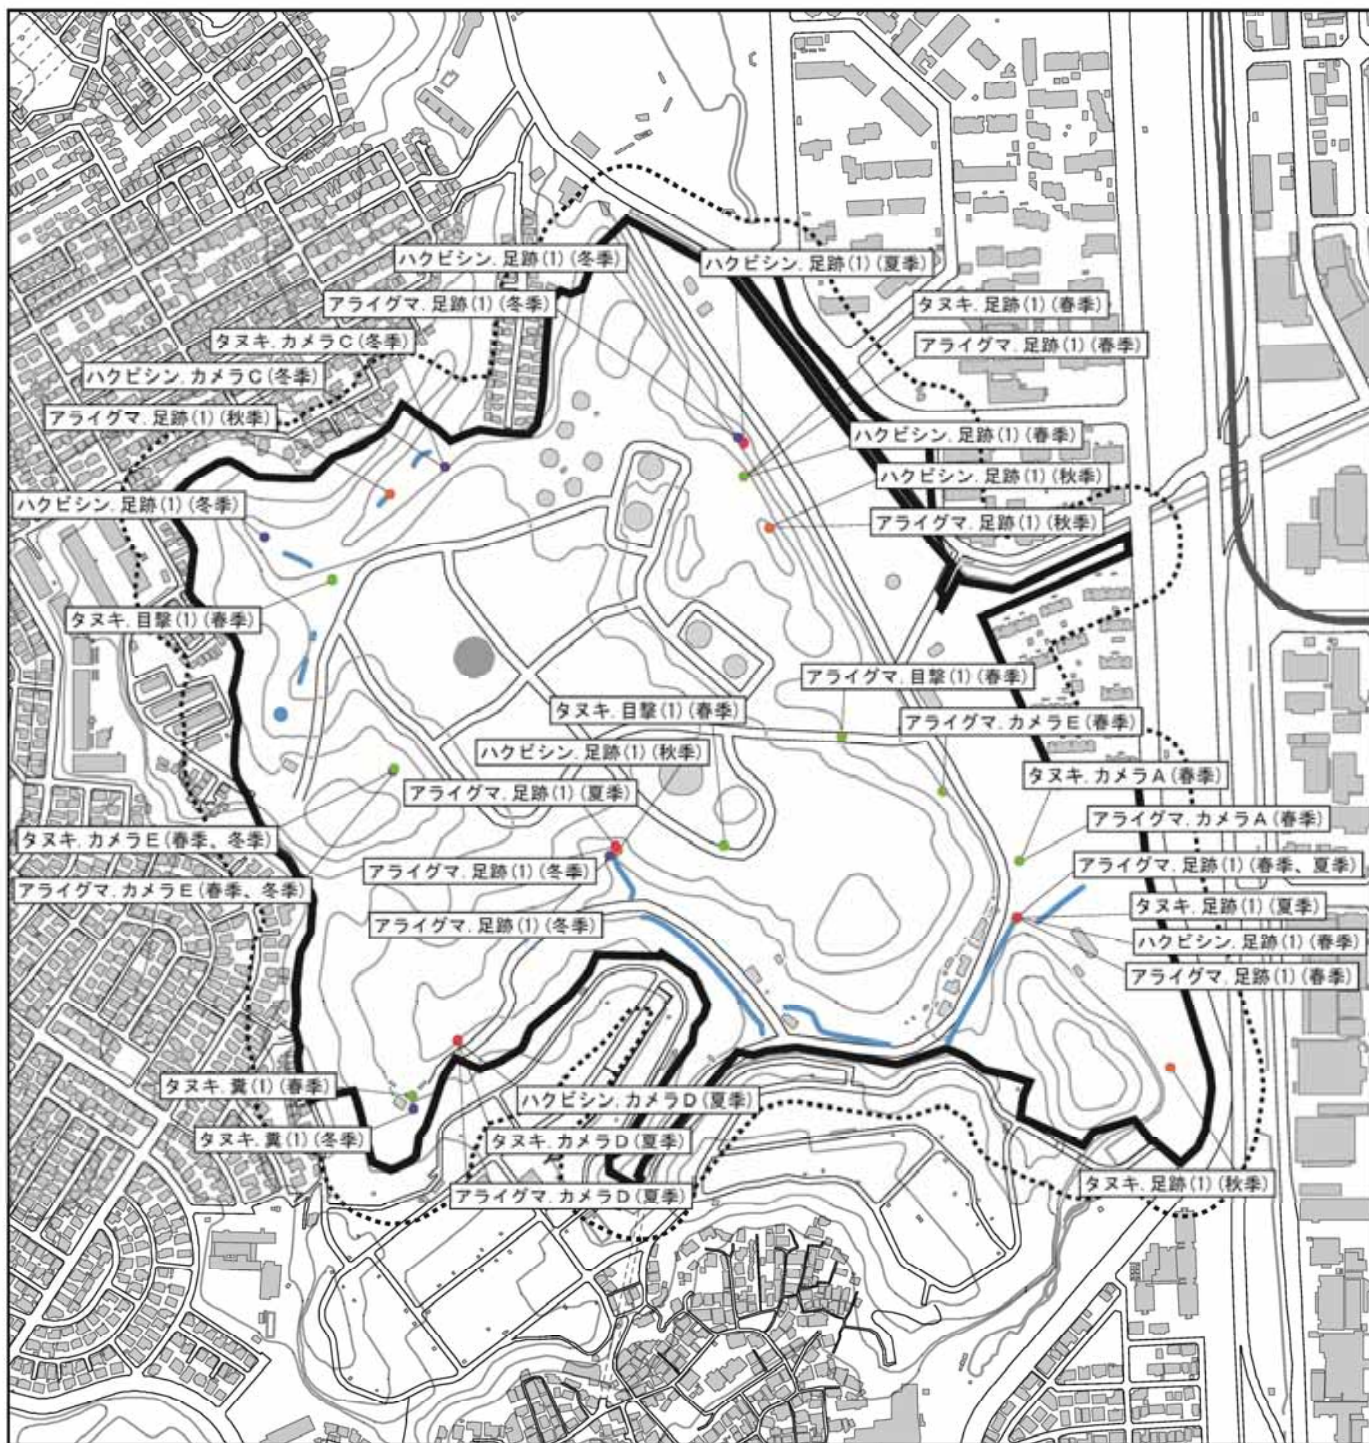 ハクビシン. 足跡(1)(冬季)
ハクビシン. 足跡(1)(夏季)
アライグマ. 足跡(1)(冬季)
タヌキ. 足跡(1)(春季)
タヌキ. カメラC(冬季)
アライグマ. 足跡(1)(春季)
ハクビシン. カメラC(冬季)
アライグマ. 足跡(1)(秋季)
ハクビシン. 足跡(1)(春季)
ハクビシン. 足跡(1)(秋季)
ハクビシン. 足跡(1)(冬季)
アライグマ. 足跡(1)(秋季)
タヌキ. 目撃(1)(春季)
アライグマ. 目撃(1)(春季)
タヌキ. 目撃(1)(春季)
アライグマ. カメラE(春季)
ハクビシン. 足跡(1)(秋季)
タヌキ. カメラA(春季)
アライグマ. 足跡(1)(夏季)
アライグマ. カメラA(春季)
タヌキ. カメラE(春季、冬季)
アライグマ. 足跡(1)(冬季)
アライグマ. 足跡(1)(春季、夏季)
アライグマ. カメラE(春季、冬季)
タヌキ. 足跡(1)(夏季)
アライグマ. 足跡(1)(冬季)
ハクビシン. 足跡(1)(春季)
アライグマ. 足跡(1)(春季)
タヌキ. 糞(1)(春季)
ハクビシン. カメラD(夏季)
タヌキ. 糞(1)(冬季)
タヌキ. カメラD(夏季)
アライグマ. カメラD(夏季)
タヌキ. 足跡(1)(秋季)